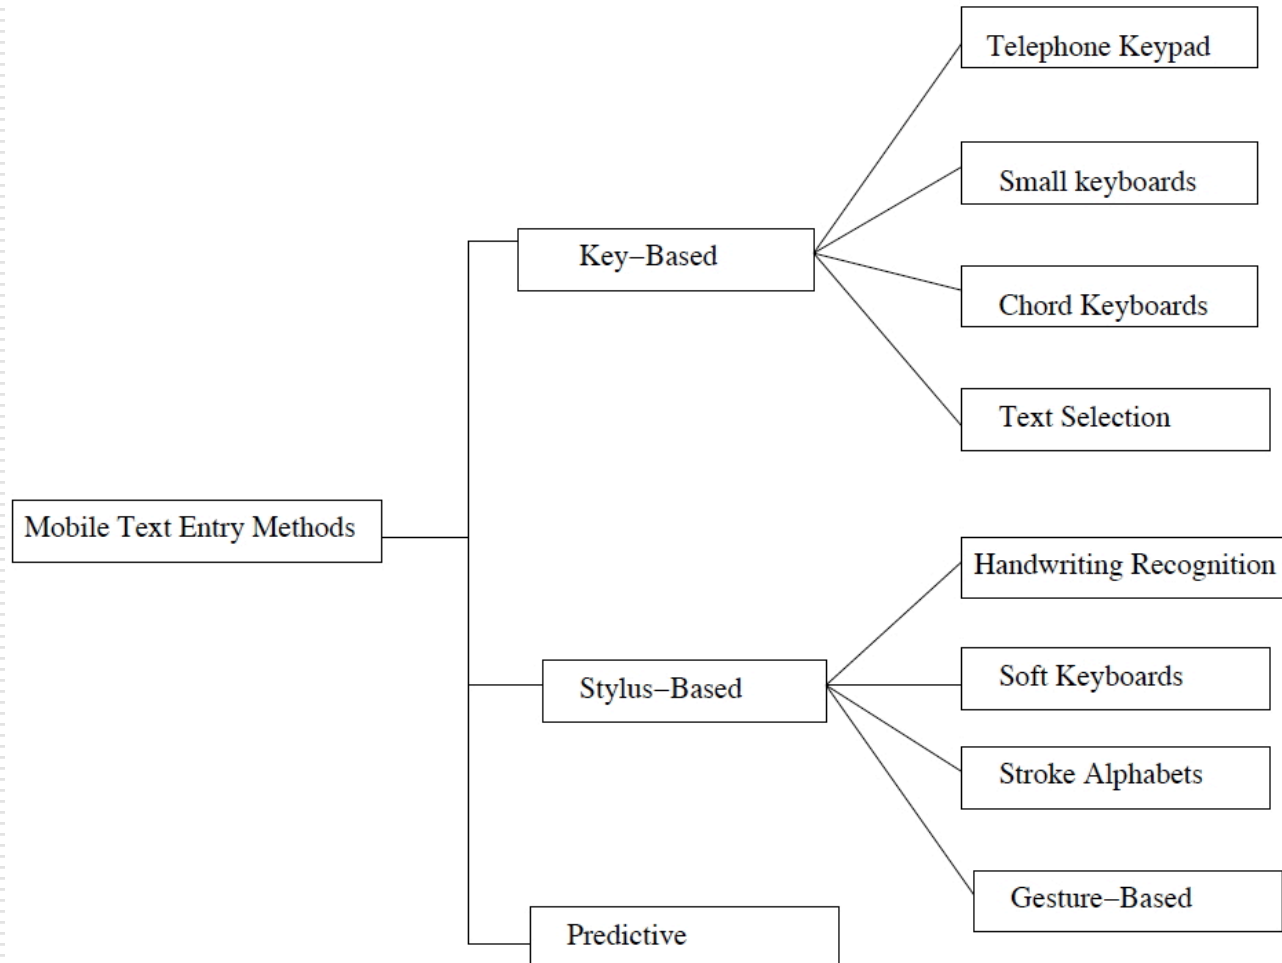 Telephone Keypad
Small keyboards
Key−Based
Chord Keyboards
Text Selection
Mobile Text Entry Methods
Handwriting Recognition
Soft Keyboards
Stylus−Based
Stroke Alphabets
Gesture−Based
Predictive